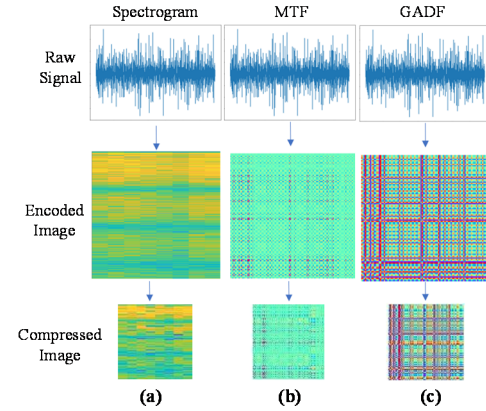 Spectrogram MTF GADF
Raw
Signal
Encoded
Image
Compressed
Image
(a) (b) (c)